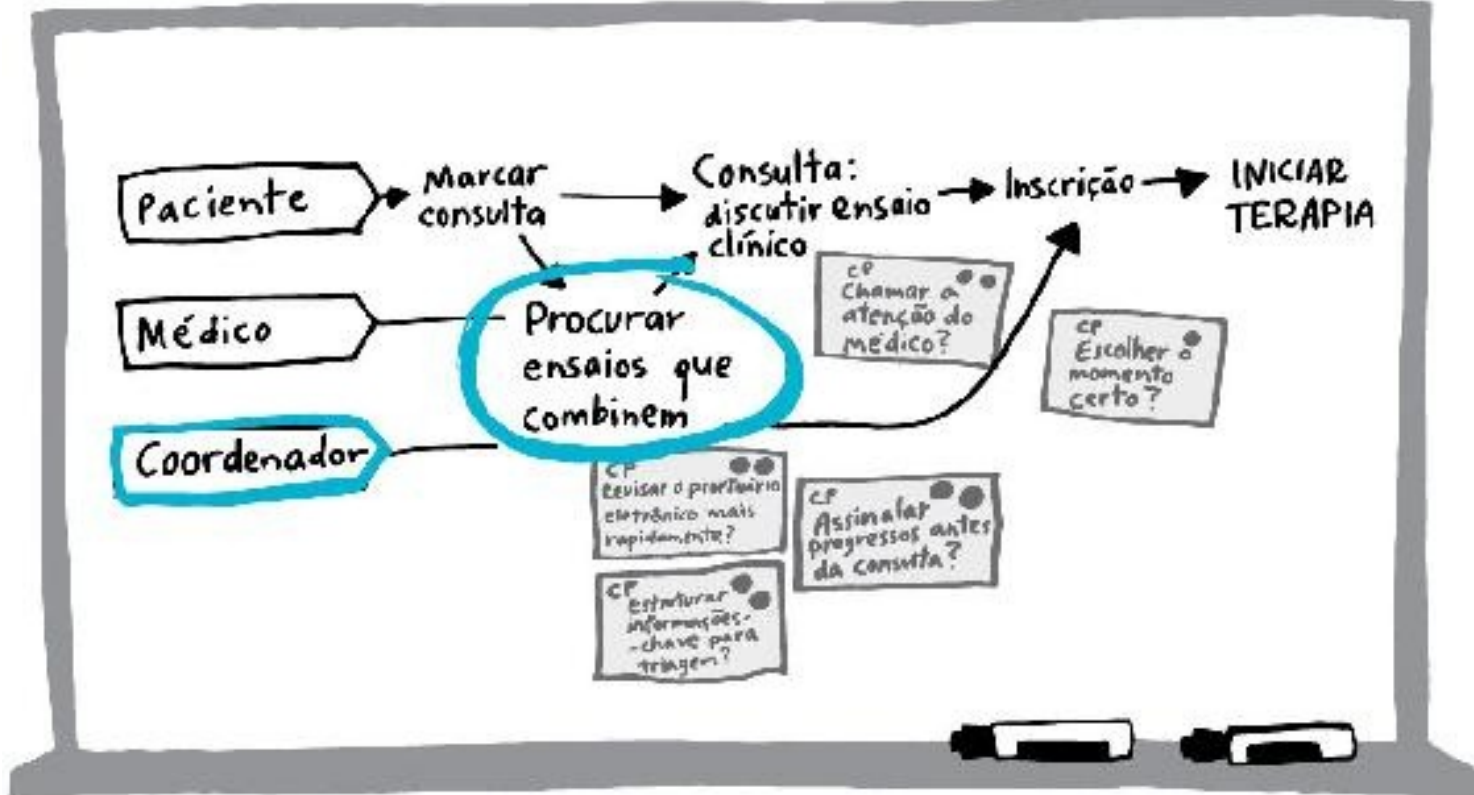 Paciente
Marcar
consulta
Consulta:
discutir ensaio
clínico
Inscrição
INICIAR
TERAPIA
Médico
Procurar
ensaios que
combinem
Coordenador
CP
Chamar a
atenção do
médico?
CP
Escolher o
momento
certo?
CP
Revisar o prontuário
eletrônico mais
rapidamente?
CP
Assinalar
progressos antes
da consulta?
CP
Estruturar
informações-
-chave para
triagem?